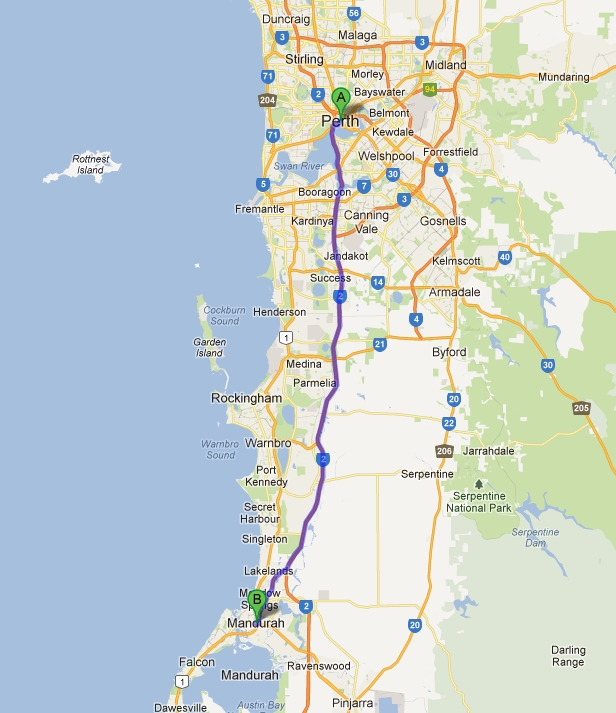 Duncraig
56
Malaga
3
3
Stirling
Midland
71
Morley
Mundaring
204
2
Bayswater
94
A
Perth
Belmont
71
Kewdale
Welshpool
Forrestfield
Rottnest
Island
Swan River
4
30
5
Booragoon
7
3
Fremantle
Kardinya
Canning
Vale
Gosnells
Jandakot
Kelmscott
40
Success
14
2
Armadale
Cockburn
Sound
Henderson
4
1
Garden
Island
21
Byford
Medina
30
Parmelia
Rockingham
20
205
22
Warnbro
Sound
Warnbro
206
Jarrahdale
2
Port
Kennedy
Serpentine
Serpentine
National Park
Secret
Harbour
Serpentine
Dam
Singleton
Lakelands
Meadow
Springs
B
2
Mandurah
20
Falcon
Ravenswood
Darling
Range
Mandurah
1
Dawesville
Austin Bay
Pinjarra